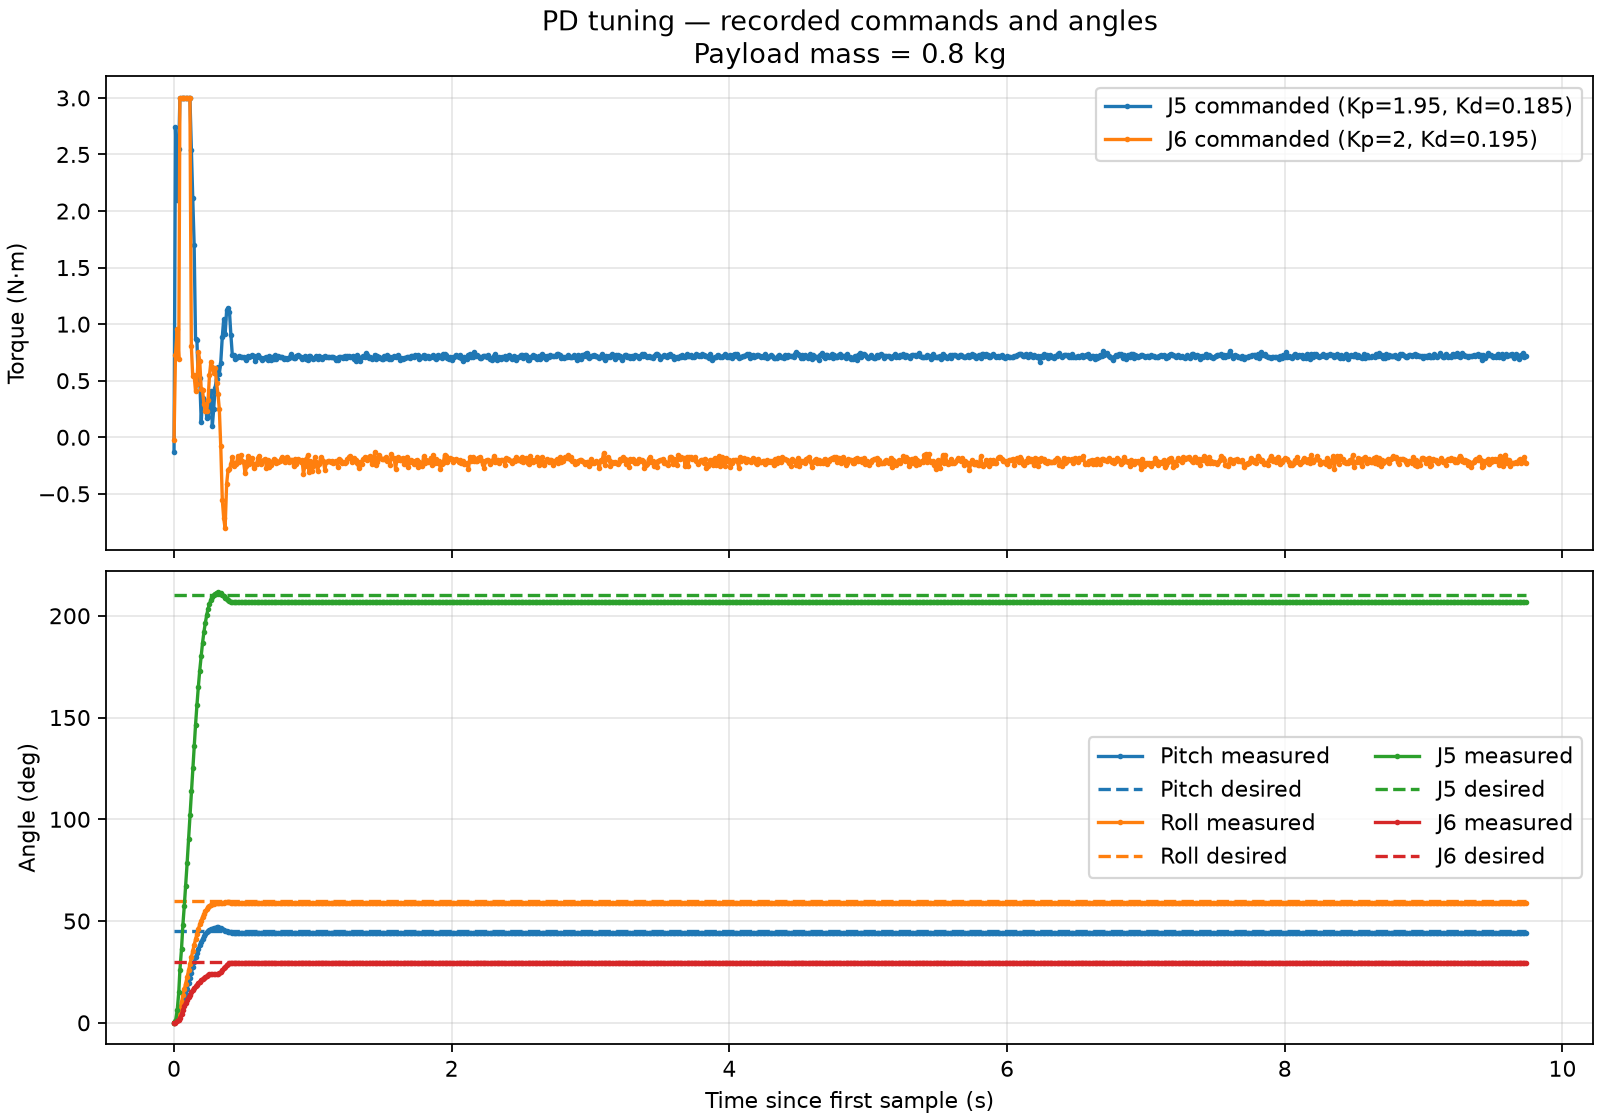 PD tuning — recorded commands and angles
Payload mass = 0.8 kg
3.0
2.5
2.0
1.5
1.0
0.5
0.0
−0.5
Torque (N·m)
J5 commanded (Kp=1.95, Kd=0.185)
J6 commanded (Kp=2, Kd=0.195)
200
150
100
50
0
Angle (deg)
Pitch measured
Pitch desired
Roll measured
Roll desired
J5 measured
J5 desired
J6 measured
J6 desired
0
2
4
6
8
10
Time since first sample (s)